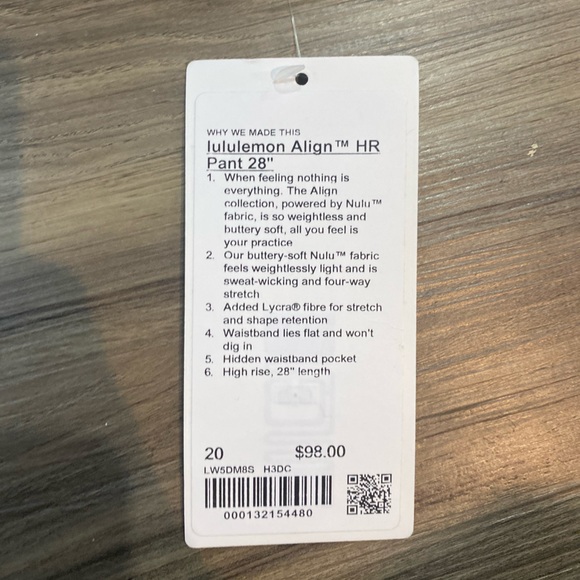 WHY WE MADE THIS
lululemon Align™ HR
Pant 28"
1. When feeling nothing is
everything. The Align
collection, powered by Nulu™
fabric, is so weightless and
buttery soft, all you feel is
your practice
2. Our buttery-soft Nulu™ fabric
feels weightlessly light and is
sweat-wicking and four-way
stretch
3. Added Lycra® fibre for stretch
and shape retention
4. Waistband lies flat and won't
dig in
5. Hidden waistband pocket
6. High rise, 28" length
20 $98.00
LW5DM8S H3DC
000132154480